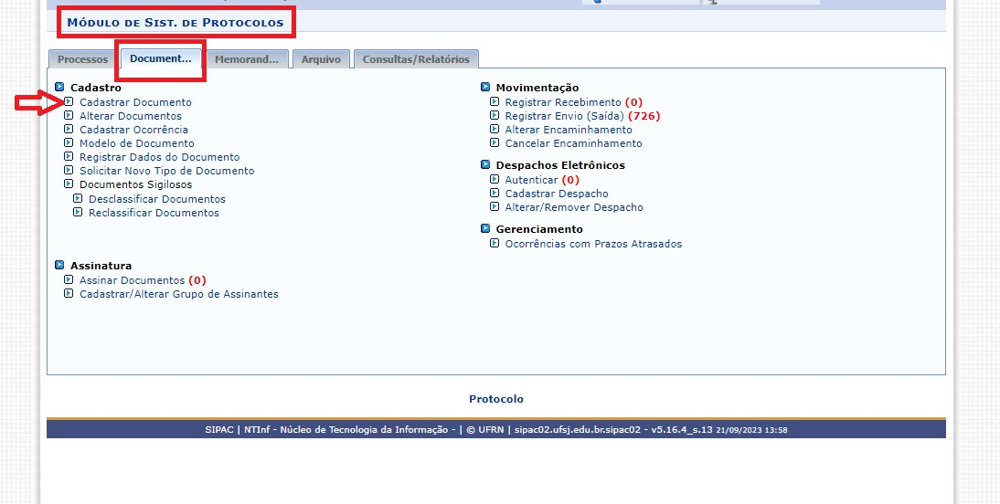 MÓDULO DE SIST. DE PROTOCOLOS
Processos
Document...
Memorand...
Arquivo
Consultas/Relatórios
Cadastro
Cadastrar Documento
Alterar Documentos
Cadastrar Ocorrência
Modelo de Documento
Registrar Dados do Documento
Solicitar Novo Tipo de Documento
Documentos Sigilosos
Desclassificar Documentos
Reclassificar Documentos
Assinatura
Assinar Documentos (0)
Cadastrar/Alterar Grupo de Assinantes
Movimentação
Registrar Recebimento (0)
Registrar Envio (Saída) (726)
Alterar Encaminhamento
Cancelar Encaminhamento
Despachos Eletrônicos
Autenticar (0)
Cadastrar Despacho
Alterar/Remover Despacho
Gerenciamento
Ocorrências com Prazos Atrasados
Protocolo
SIPAC | NTInf - Núcleo de Tecnologia da Informação - | © UFRN | sipac02.ufsj.edu.br.sipac02 - v5.16.4_s.13 21/09/2023 13:58